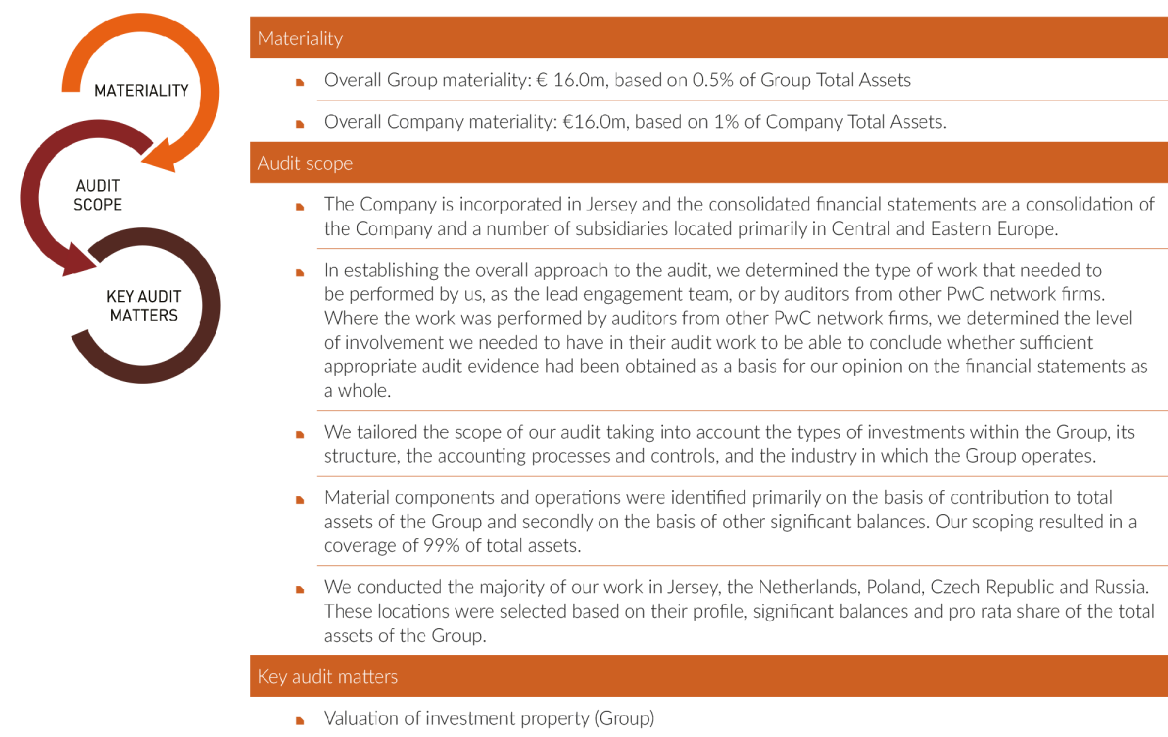 MATERIALITY
AUDIT
SCOPE
KEY AUDIT
MATTERS
Materiality
Overall Group materiality: € 16.0m, based on 0.5% of Group Total Assets
Overall Company materiality: €16.0m, based on 1% of Company Total Assets.
Audit scope
The Company is incorporated in Jersey and the consolidated financial statements are a consolidation of
the Company and a number of subsidiaries located primarily in Central and Eastern Europe.
In establishing the overall approach to the audit, we determined the type of work that needed to
be performed by us, as the lead engagement team, or by auditors from other PwC network firms.
Where the work was performed by auditors from other PwC network firms, we determined the level
of involvement we needed to have in their audit work to be able to conclude whether sufficient
appropriate audit evidence had been obtained as a basis for our opinion on the financial statements as
a whole.
We tailored the scope of our audit taking into account the types of investments within the Group, its
structure, the accounting processes and controls, and the industry in which the Group operates.
Material components and operations were identified primarily on the basis of contribution to total
assets of the Group and secondly on the basis of other significant balances. Our scoping resulted in a
coverage of 99% of total assets.
We conducted the majority of our work in Jersey, the Netherlands, Poland, Czech Republic and Russia.
These locations were selected based on their profile, significant balances and pro rata share of the total
assets of the Group.
Key audit matters
Valuation of investment property (Group)